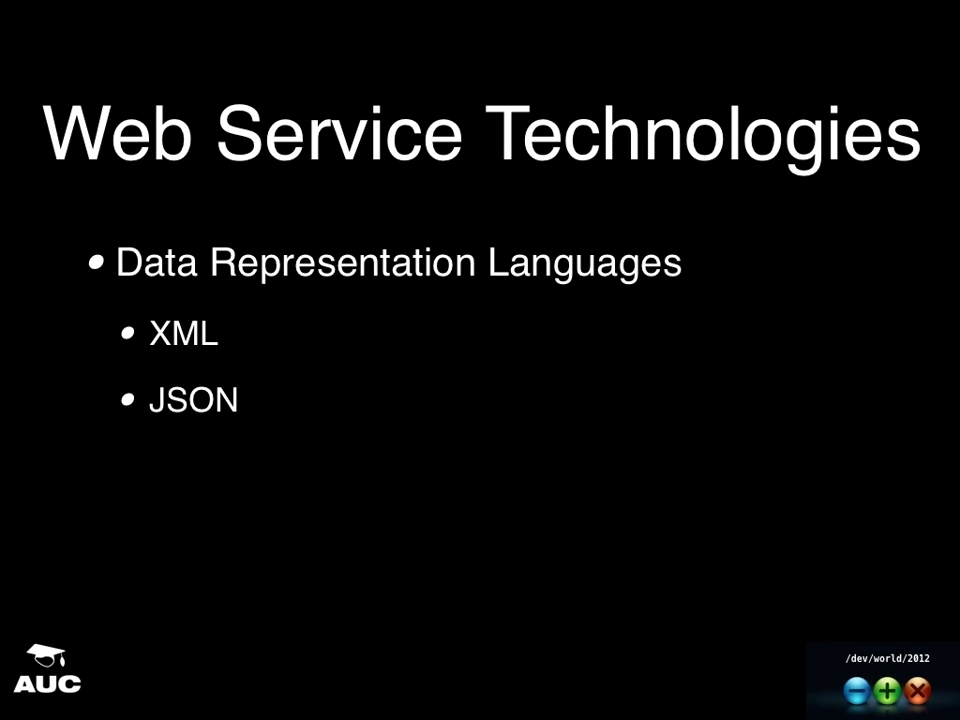 Web Service Technologies
• Data Representation Languages
• XML
• JSON
AUC
/dev/world/2012